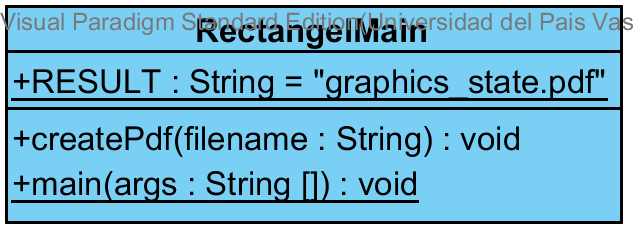 Visual Paradigm Standard Edition(Universidad del Pais Vas
RectangelMain
+RESULT : String = "graphics_state.pdf"
+createPdf(filename : String) : void
+main(args : String []) : void